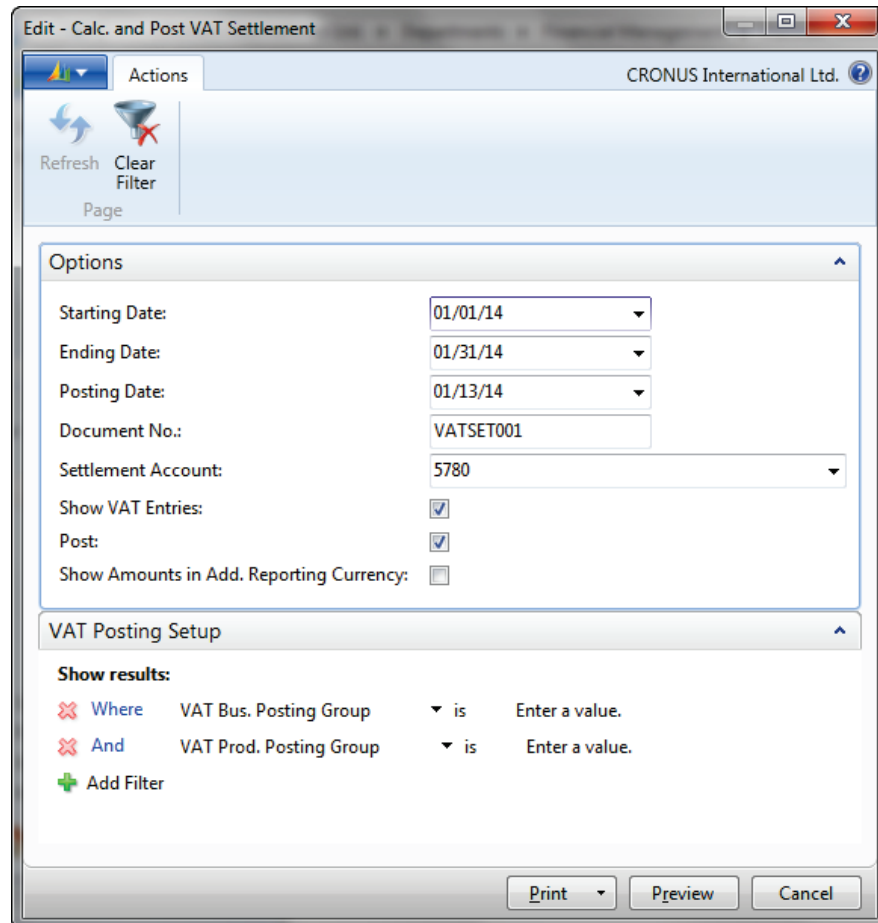 Edit - Calc. and Post VAT Settlement
Actions
CRONUS International Ltd.
Refresh
Clear
Filter
Page
Options
Starting Date: 01/01/14
Ending Date: 01/31/14
Posting Date: 01/13/14
Document No.: VATSET001
Settlement Account: 5780
Show VAT Entries:
Post:
Show Amounts in Add. Reporting Currency:
VAT Posting Setup
Show results:
Where VAT Bus. Posting Group is Enter a value.
And VAT Prod. Posting Group is Enter a value.
Add Filter
Print
Preview
Cancel